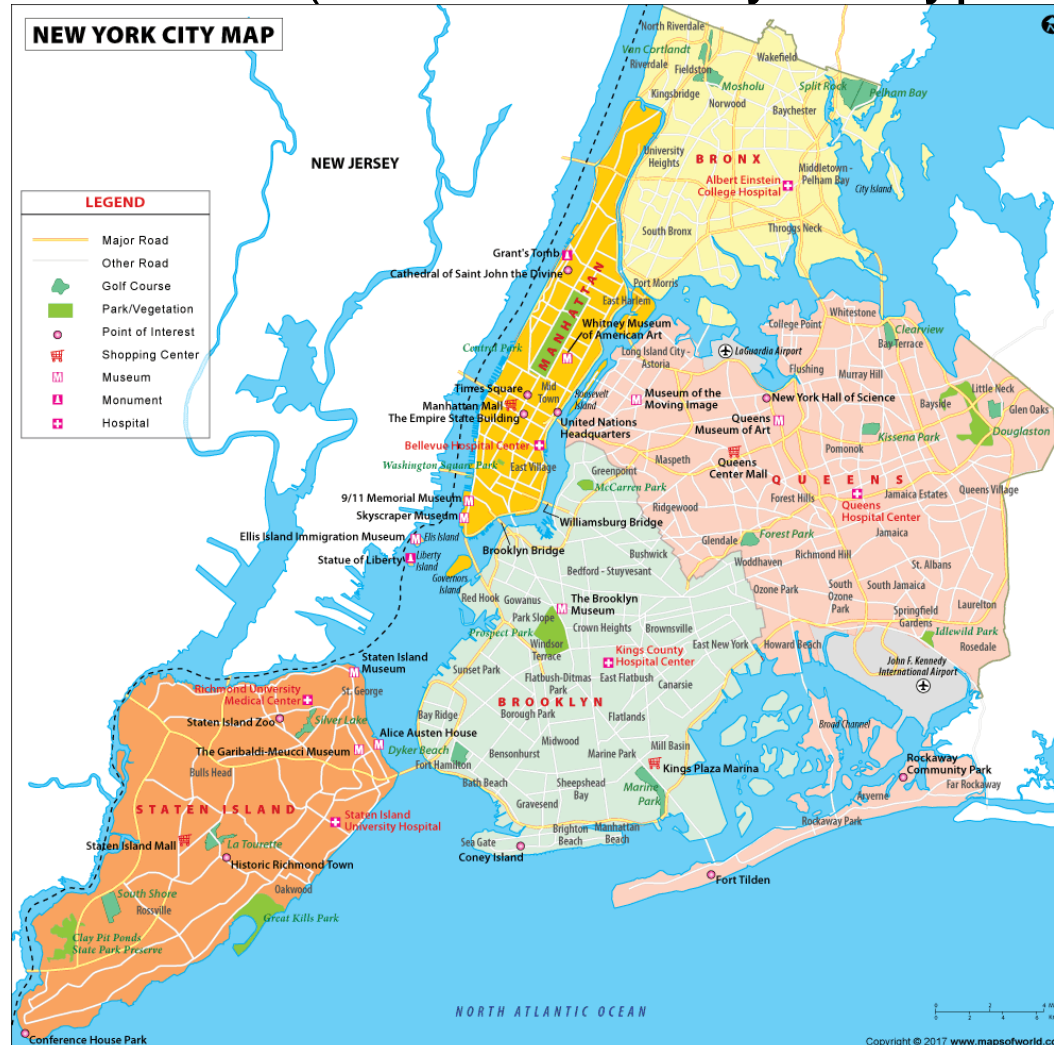 NEW YORK CITY MAP
NEW JERSEY
LEGEND
Major Road
Other Road
Golf Course
Park/Vegetation
Point of Interest
Shopping Center
Museum
Monument
Hospital
North Riverdale
Van Cortlandt
Riverdale
Fieldston
Wakefield
Mosholu
Split Rock
Pelham Bay
Kingsbridge
Norwood
Baychester
University
Heights
BRONX
Albert Einstein
College Hospital
Middletown -
Pelham Bay
City Island
South Bronx
Throggs Neck
Port Morris
Grant's Tomb
Cathedral of Saint John the Divine
MANHATTAN
East Harlem
Whitney Museum
of American Art
Central Park
Times Square
Mid
Town
Roosevelt
Island
Manhattan Mall
The Empire State Building
United Nations
Headquarters
Bellevue Hospital Center
Washington Square Park
East Village
9/11 Memorial Museum
Skyscraper Museum
Williamsburg Bridge
Brooklyn Bridge
Ellis Island Immigration Museum
Ellis Island
Statue of Liberty
Liberty
Island
Governors
Island
College Point
Whitestone
Clearview
Bay Terrace
Long Island City -
Astoria
LaGuardia Airport
Flushing
Murray Hill
Little Neck
Museum of the
Moving Image
New York Hall of Science
Bayside
Glen Oaks
Queens
Museum of Art
Kissena Park
Douglaston
Maspeth
Queens
Center Mall
Pomonok
QUEENS
Greenpoint
McCarren Park
Ridgewood
Forest Hills
Jamaica Estates
Queens Village
Queens
Hospital Center
Glendale
Forest Park
Jamaica
Richmond Hill
Woodhaven
St. Albans
Ozone Park
South
Ozone
Park
South Jamaica
Springfield
Gardens
Laurelton
Idlewild Park
Rosedale
Howard Beach
John F. Kennedy
International Airport
Bushwick
Bedford - Stuyvesant
Red Hook
Gowanus
The Brooklyn
Museum
Park Slope
Crown Heights
Brownsville
Prospect Park
Windsor
Terrace
East New York
Kings County
Hospital Center
Sunset Park
Flatbush-Ditmas
Park
East Flatbush
Canarsie
BROOKLYN
Bay Ridge
Borough Park
Flatlands
Midwood
Dyker Beach
Bensonhurst
Marine Park
Mill Basin
Fort Hamilton
Kings Plaza Marina
Bath Beach
Sheepshead
Bay
Marine
Park
Gravesend
Sea Gate
Brighton
Beach
Manhattan
Beach
Coney Island
Broad Channel
Rockaway
Community Park
Far Rockaway
Arverne
Rockaway Park
Fort Tilden
Staten Island
Museum
Richmond University
Medical Center
St. George
Staten Island Zoo
Silver Lake
Alice Austen House
The Garibaldi-Meucci Museum
Bulls Head
STATEN ISLAND
Staten Island
University Hospital
Staten Island Mall
La Tourette
Historic Richmond Town
Oakwood
South Shore
Rossville
Great Kills Park
Clay Pit Ponds
State Park Preserve
Conference House Park
NORTH ATLANTIC OCEAN
0 2 4
0 2 4
Copyright © 2017 www.mapsofworld.co